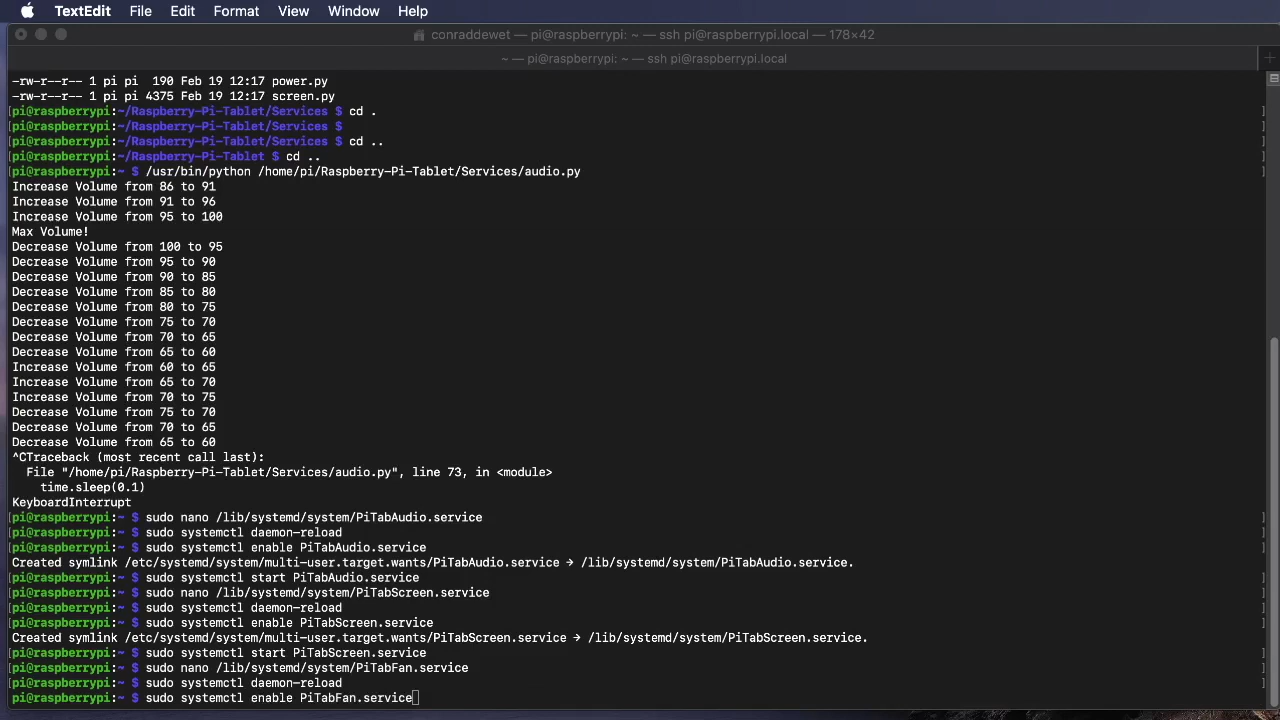 TextEdit File Edit Format View Window Help
conraddewet — pi@raspberrypi: ~ — ssh pi@raspberrypi.local — 178×42
~ — pi@raspberrypi: ~ — ssh pi@raspberrypi.local
-rw-r--r-- 1 pi pi  190 Feb 19 12:17 power.py
-rw-r--r-- 1 pi pi 4375 Feb 19 12:17 screen.py
[pi@raspberrypi:~/Raspberry-Pi-Tablet/Services $ cd . ]
[pi@raspberrypi:~/Raspberry-Pi-Tablet/Services $ ]
[pi@raspberrypi:~/Raspberry-Pi-Tablet/Services $ cd .. ]
[pi@raspberrypi:~/Raspberry-Pi-Tablet $ cd .. ]
[pi@raspberrypi:~ $ /usr/bin/python /home/pi/Raspberry-Pi-Tablet/Services/audio.py ]
Increase Volume from 86 to 91
Increase Volume from 91 to 96
Increase Volume from 95 to 100
Max Volume!
Decrease Volume from 100 to 95
Decrease Volume from 95 to 90
Decrease Volume from 90 to 85
Decrease Volume from 85 to 80
Decrease Volume from 80 to 75
Decrease Volume from 75 to 70
Decrease Volume from 70 to 65
Decrease Volume from 65 to 60
Increase Volume from 60 to 65
Increase Volume from 65 to 70
Increase Volume from 70 to 75
Decrease Volume from 75 to 70
Decrease Volume from 70 to 65
Decrease Volume from 65 to 60
^CTraceback (most recent call last):
  File "/home/pi/Raspberry-Pi-Tablet/Services/audio.py", line 73, in <module>
    time.sleep(0.1)
KeyboardInterrupt
[pi@raspberrypi:~ $ sudo nano /lib/systemd/system/PiTabAudio.service ]
[pi@raspberrypi:~ $ sudo systemctl daemon-reload ]
[pi@raspberrypi:~ $ sudo systemctl enable PiTabAudio.service ]
Created symlink /etc/systemd/system/multi-user.target.wants/PiTabAudio.service → /lib/systemd/system/PiTabAudio.service.
[pi@raspberrypi:~ $ sudo systemctl start PiTabAudio.service ]
[pi@raspberrypi:~ $ sudo nano /lib/systemd/system/PiTabScreen.service ]
[pi@raspberrypi:~ $ sudo systemctl daemon-reload ]
[pi@raspberrypi:~ $ sudo systemctl enable PiTabScreen.service ]
Created symlink /etc/systemd/system/multi-user.target.wants/PiTabScreen.service → /lib/systemd/system/PiTabScreen.service.
[pi@raspberrypi:~ $ sudo systemctl start PiTabScreen.service ]
[pi@raspberrypi:~ $ sudo nano /lib/systemd/system/PiTabFan.service ]
[pi@raspberrypi:~ $ sudo systemctl daemon-reload ]
pi@raspberrypi:~ $ sudo systemctl enable PiTabFan.service